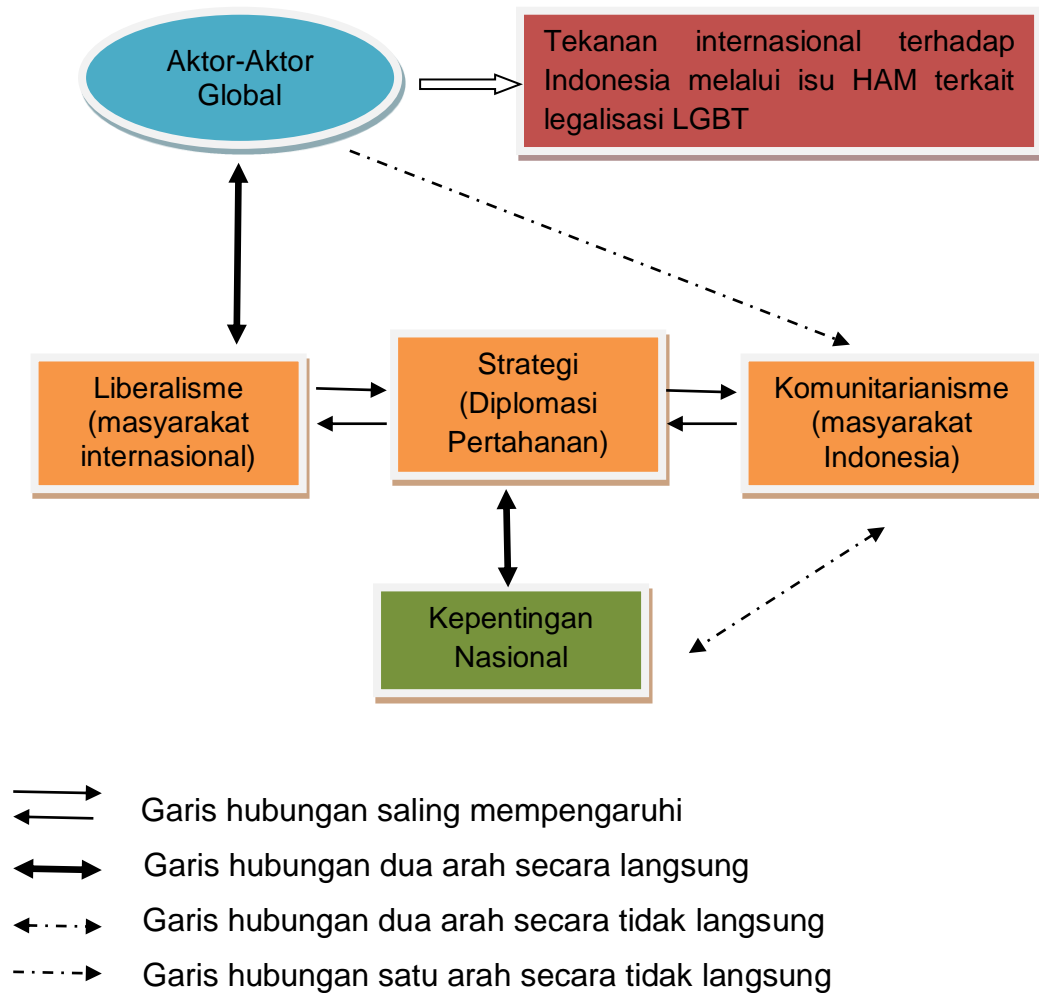 Aktor-Aktor
Global
Tekanan internasional terhadap
Indonesia melalui isu HAM terkait
legalisasi LGBT
Liberalisme
(masyarakat
internasional)
Strategi
(Diplomasi
Pertahanan)
Komunitarianisme
(masyarakat
Indonesia)
Kepentingan
Nasional
Garis hubungan saling mempengaruhi
Garis hubungan dua arah secara langsung
Garis hubungan dua arah secara tidak langsung
Garis hubungan satu arah secara tidak langsung